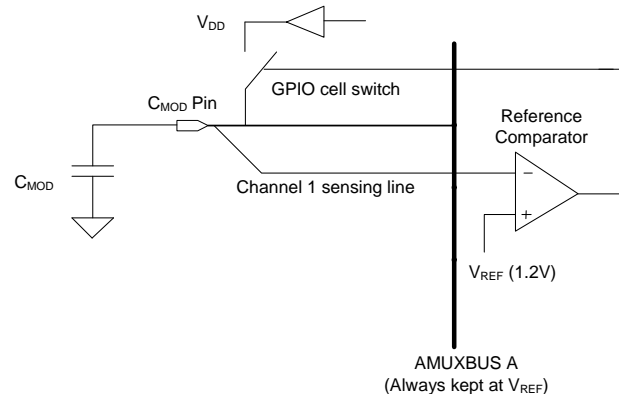 VDD
GPIO cell switch
CMOD Pin
Reference
Comparator
CMOD
Channel 1 sensing line
−
+
VREF (1.2V)
AMUXBUS A
(Always kept at VREF)